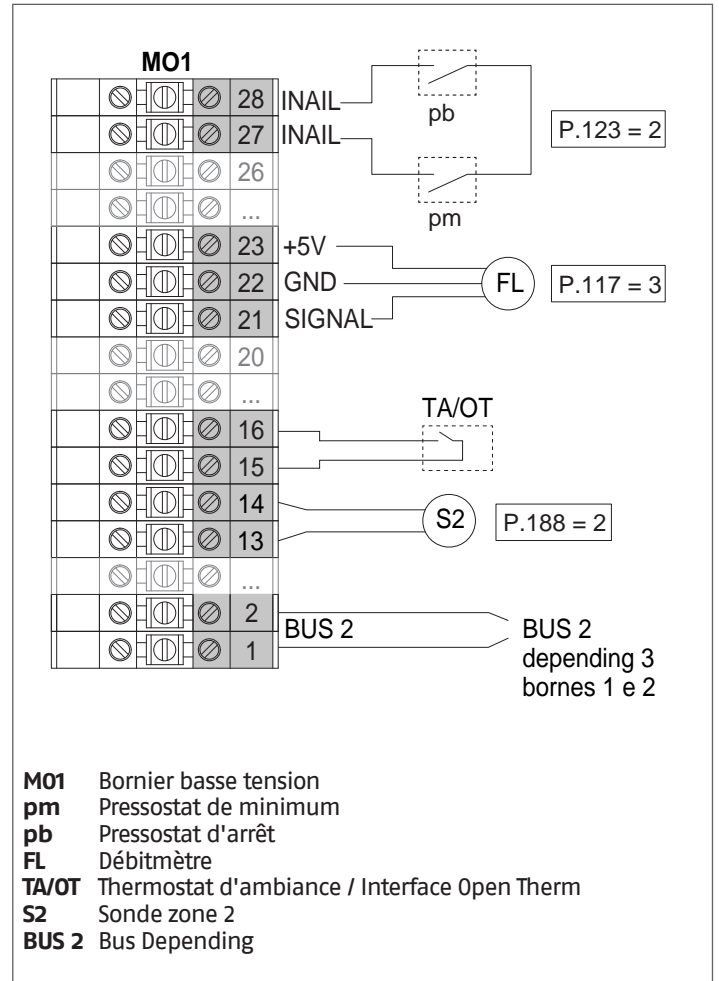 MO1
28 INAIL
pb
27 INAIL
P.123 = 2
26
pm
...
23 +5V
22 GND
FL
P.117 = 3
21 SIGNAL
20
...
TA/OT
16
15
14
S2
P.188 = 2
13
...
2
BUS 2
1
BUS 2
depending 3
bornes 1 e 2
MO1 Bornier basse tension
pm Pressostat de minimum
pb Pressostat d'arrêt
FL Débitmètre
TA/OT Thermostat d'ambiance / Interface Open Therm
S2 Sonde zone 2
BUS 2 Bus Depending